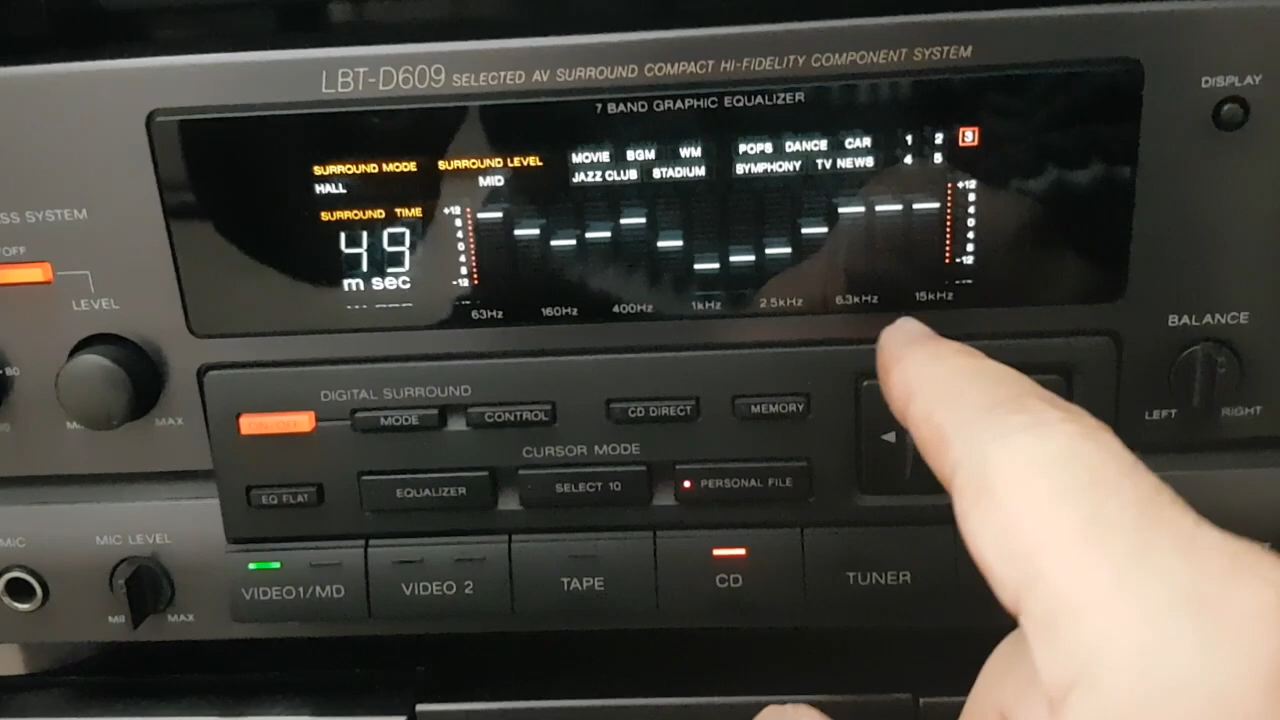 LBT-D609 SELECTED AV SURROUND COMPACT HI-FIDELITY COMPONENT SYSTEM
DISPLAY
7 BAND GRAPHIC EQUALIZER
SURROUND MODE SURROUND LEVEL
HALL MID
MOVIE BGM WM POPS DANCE CAR 1 2 3
JAZZ CLUB STADIUM SYMPHONY TV NEWS 4 5
SURROUND TIME
49
m sec
+12 8 4 0 4 8 -12
+12 8 4 0 4 8 -12
63Hz 160Hz 400Hz 1kHz 2.5kHz 6.3kHz 15kHz
SYSTEM
LEVEL
MAX
80
BALANCE
LEFT RIGHT
DIGITAL SURROUND
MODE CONTROL CD DIRECT MEMORY
CURSOR MODE
EQ FLAT EQUALIZER SELECT 10 PERSONAL FILE
MIC MIC LEVEL
MAX
VIDEO1/MD VIDEO 2 TAPE CD TUNER